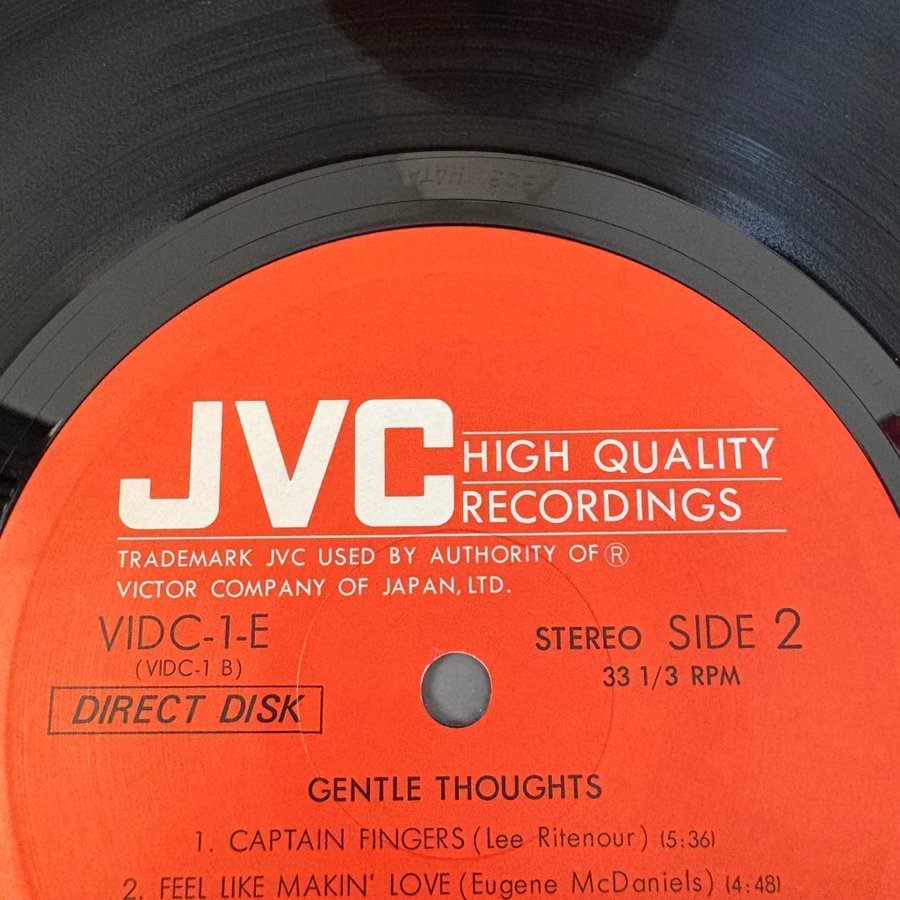 JVC HIGH QUALITY
RECORDINGS
TRADEMARK JVC USED BY AUTHORITY OF ®
VICTOR COMPANY OF JAPAN, LTD.
VIDC-1-E
(VIDC-1 B)
DIRECT DISK
STEREO SIDE 2
33 1/3 RPM
GENTLE THOUGHTS
1. CAPTAIN FINGERS (Lee Ritenour) (5:36)
2. FEEL LIKE MAKIN' LOVE (Eugene McDaniels) (4:48)